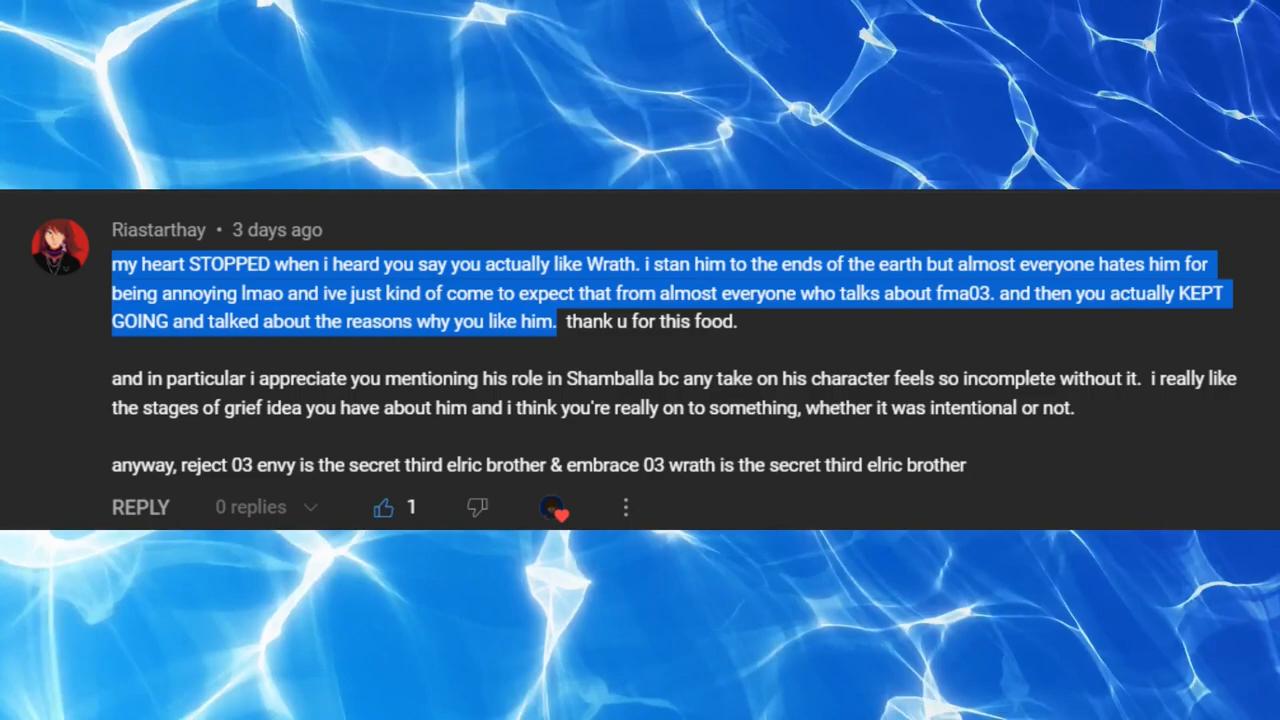 Riastarthay • 3 days ago
my heart STOPPED when i heard you say you actually like Wrath. i stan him to the ends of the earth but almost everyone hates him for
being annoying lmao and ive just kind of come to expect that from almost everyone who talks about fma03. and then you actually KEPT
GOING and talked about the reasons why you like him.  thank u for this food.
and in particular i appreciate you mentioning his role in Shamballa bc any take on his character feels so incomplete without it.  i really like
the stages of grief idea you have about him and i think you're really on to something, whether it was intentional or not.
anyway, reject 03 envy is the secret third elric brother & embrace 03 wrath is the secret third elric brother
REPLY 0 replies 1